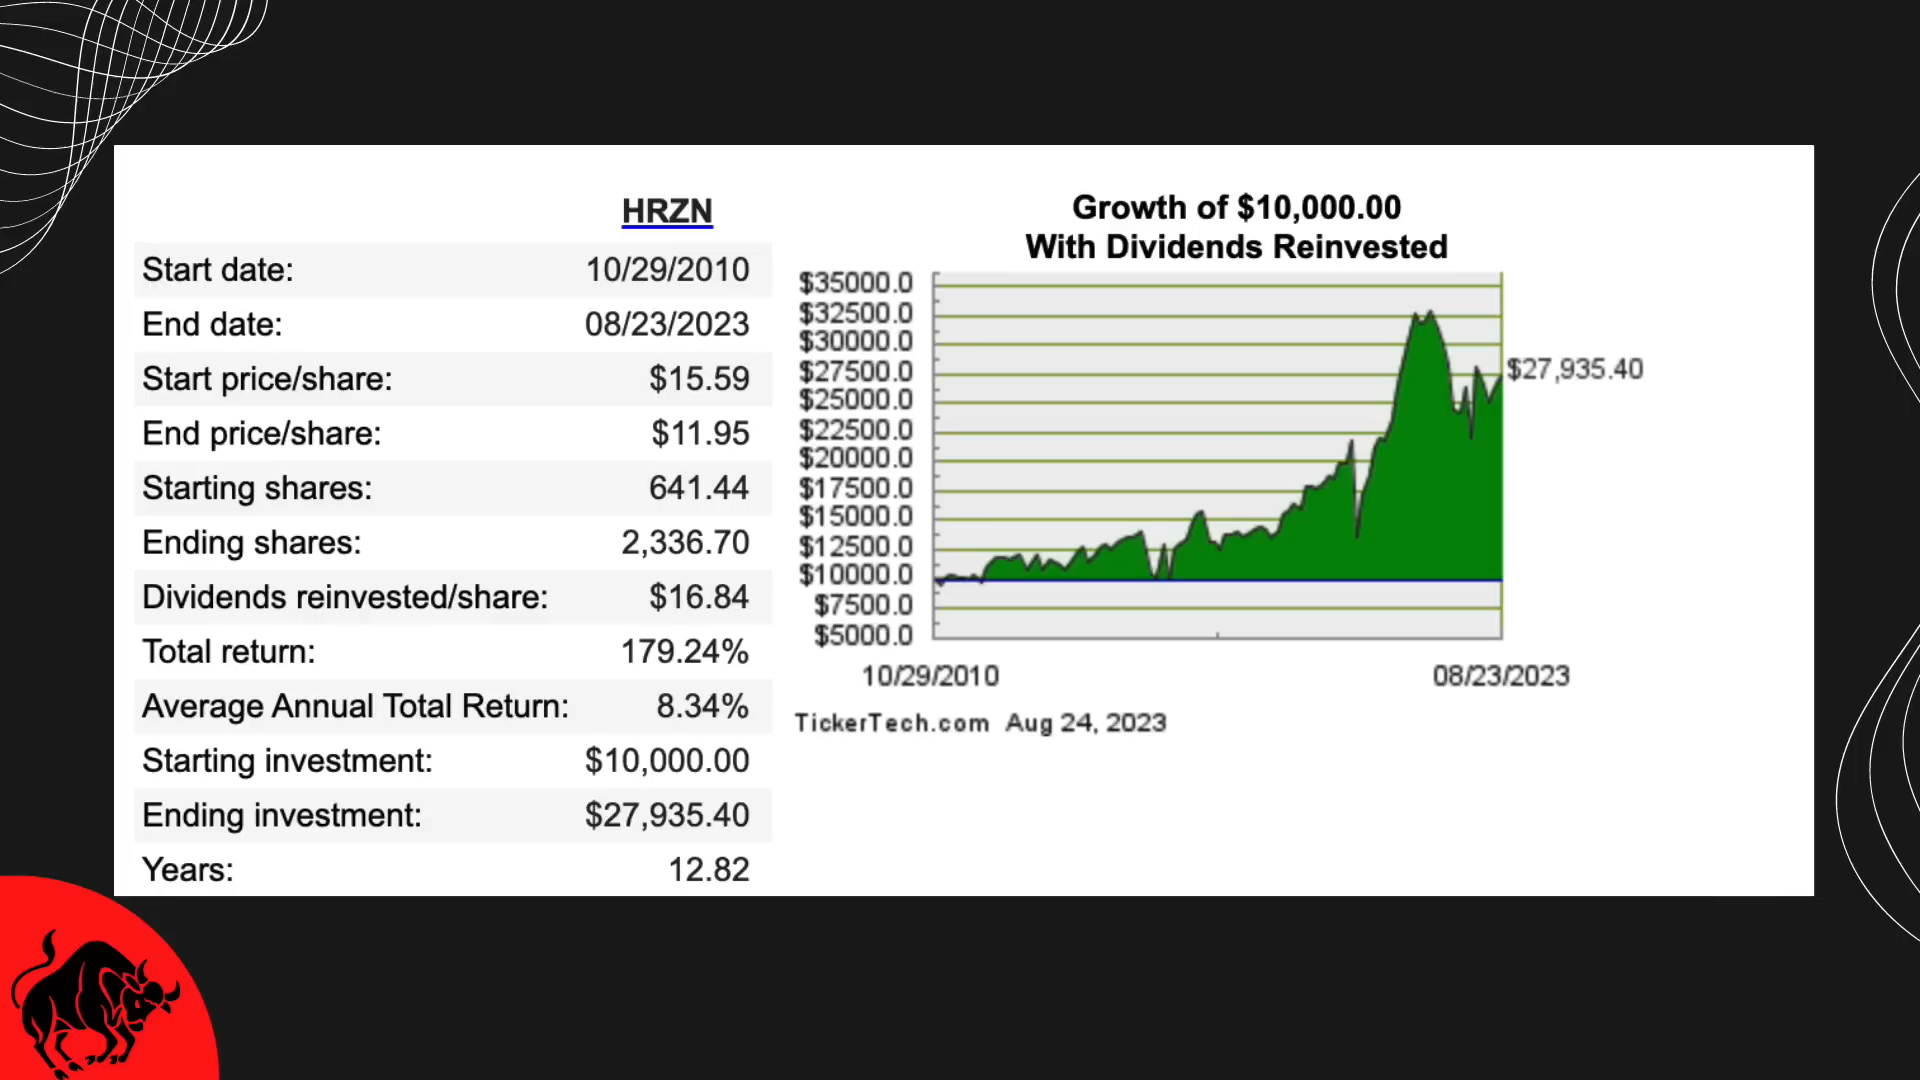 HRZN
Start date: 10/29/2010
End date: 08/23/2023
Start price/share: $15.59
End price/share: $11.95
Starting shares: 641.44
Ending shares: 2,336.70
Dividends reinvested/share: $16.84
Total return: 179.24%
Average Annual Total Return: 8.34%
Starting investment: $10,000.00
Ending investment: $27,935.40
Years: 12.82
Growth of $10,000.00
With Dividends Reinvested
$35000.0
$32500.0
$30000.0
$27500.0
$25000.0
$22500.0
$20000.0
$17500.0
$15000.0
$12500.0
$10000.0
$7500.0
$5000.0
$27,935.40
10/29/2010 08/23/2023
TickerTech.com Aug 24, 2023